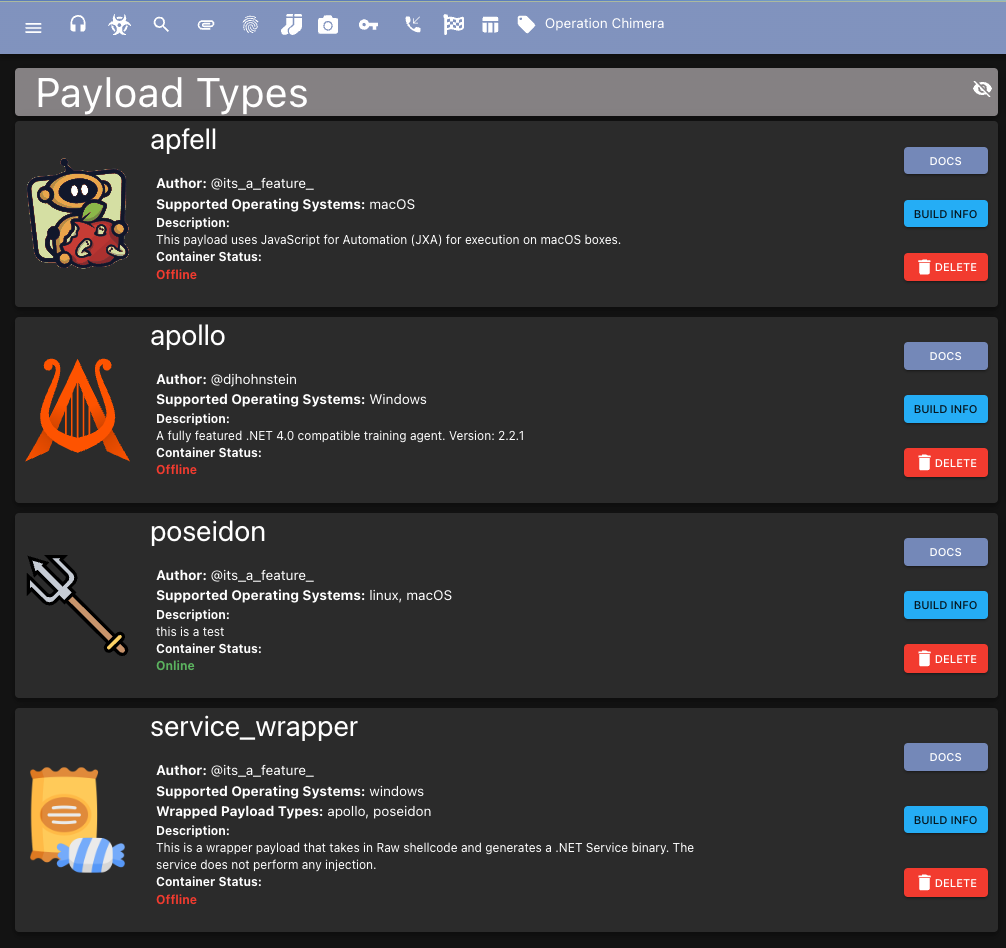 Operation Chimera
Payload Types
apfell
Author: @its_a_feature_
Supported Operating Systems: macOS
Description:
This payload uses JavaScript for Automation (JXA) for execution on macOS boxes.
Container Status:
Offline
DOCS
BUILD INFO
DELETE
apollo
Author: @djhohnstein
Supported Operating Systems: Windows
Description:
A fully featured .NET 4.0 compatible training agent. Version: 2.2.1
Container Status:
Offline
DOCS
BUILD INFO
DELETE
poseidon
Author: @its_a_feature_
Supported Operating Systems: linux, macOS
Description:
this is a test
Container Status:
Online
DOCS
BUILD INFO
DELETE
service_wrapper
Author: @its_a_feature_
Supported Operating Systems: windows
Wrapped Payload Types: apollo, poseidon
Description:
This is a wrapper payload that takes in Raw shellcode and generates a .NET Service binary. The
service does not perform any injection.
Container Status:
Offline
DOCS
BUILD INFO
DELETE